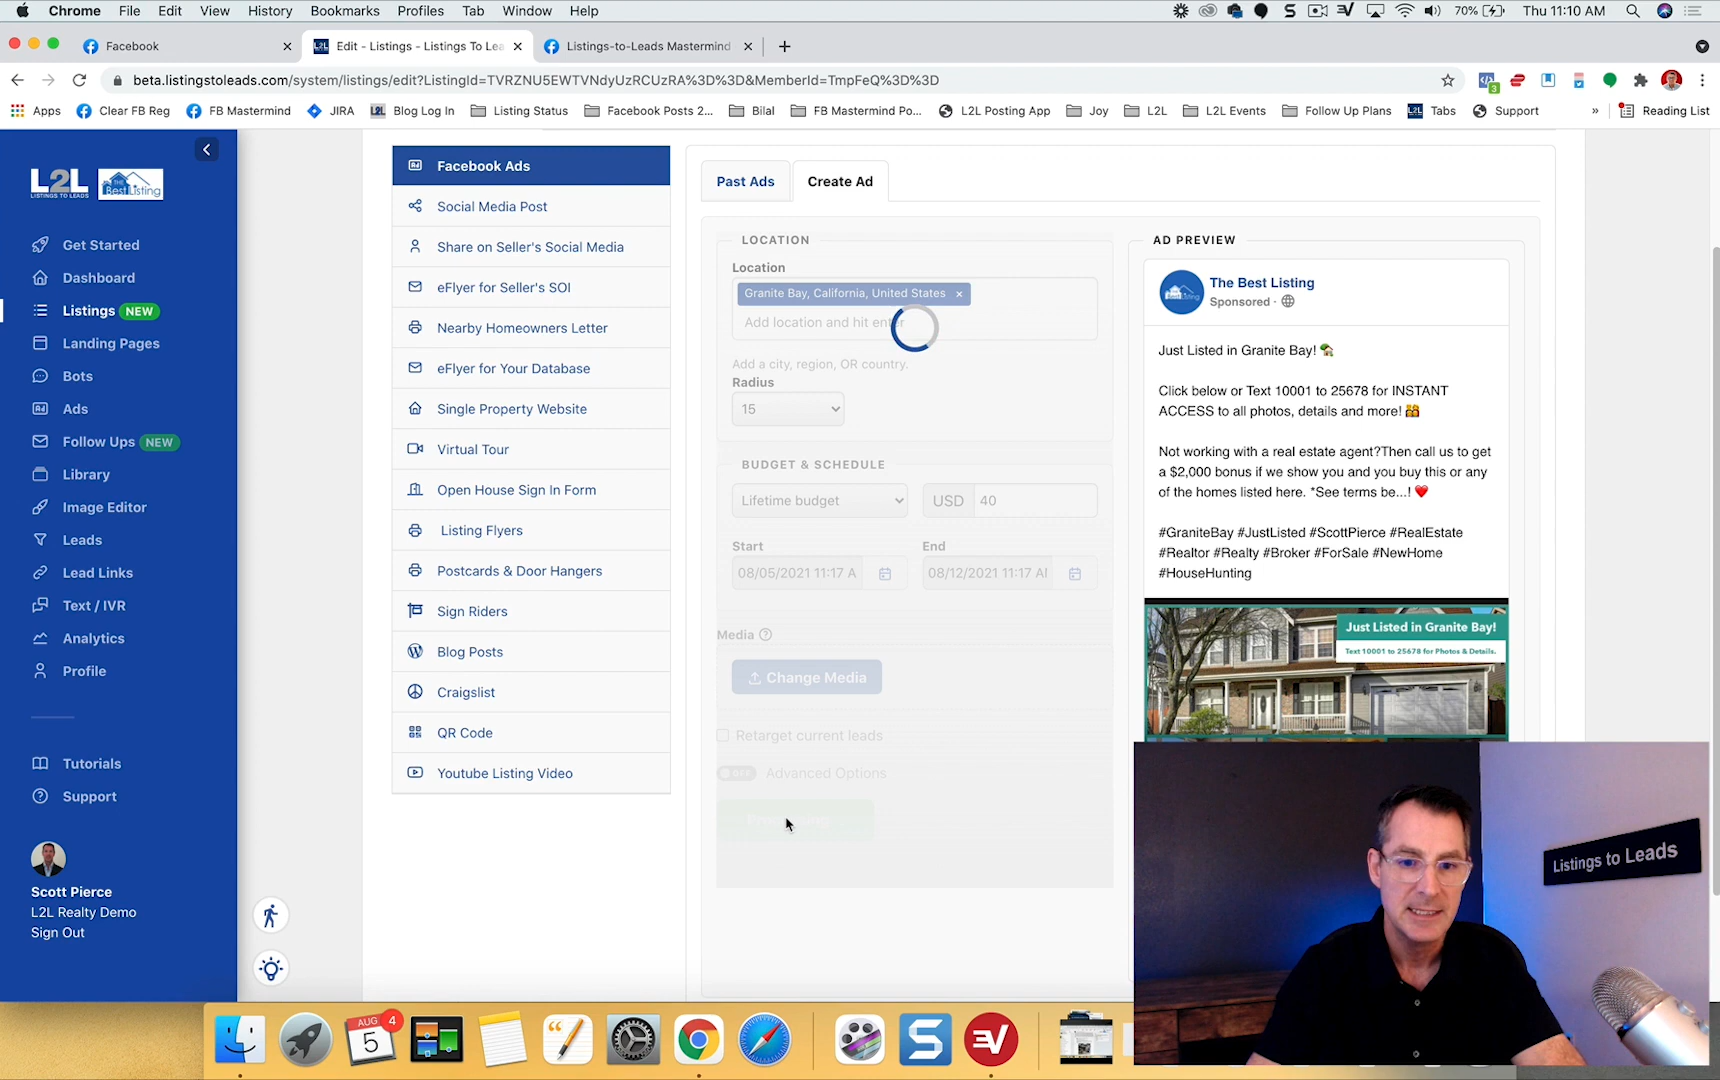 Chrome File Edit View History Bookmarks Profiles Tab Window Help
70% Thu 11:10 AM
Facebook
L2L Edit - Listings - Listings To Lea
Listings-to-Leads Mastermind
beta.listingstoleads.com/system/listings/edit?ListingId=TVRZNU5EWTVNdyUzRCUzRA%3D%3D&MemberId=TmpFeQ%3D%3D
3
Apps Clear FB Reg FB Mastermind JIRA L2L Blog Log In Listing Status Facebook Posts 2... Bilal FB Mastermind Po... L2L Posting App Joy L2L L2L Events Follow Up Plans L2L Tabs Support » Reading List
L2L
LISTINGS TO LEADS
THE Best Listing
Get Started
Dashboard
Listings NEW
Landing Pages
Bots
Ads
Follow Ups NEW
Library
Image Editor
Leads
Lead Links
Text / IVR
Analytics
Profile
Tutorials
Support
Scott Pierce
L2L Realty Demo
Sign Out
Facebook Ads
Social Media Post
Share on Seller's Social Media
eFlyer for Seller's SOI
Nearby Homeowners Letter
eFlyer for Your Database
Single Property Website
Virtual Tour
Open House Sign In Form
Listing Flyers
Postcards & Door Hangers
Sign Riders
Blog Posts
Craigslist
QR Code
Youtube Listing Video
Past Ads Create Ad
LOCATION
Location
Granite Bay, California, United States ×
Add location and hit enter
Add a city, region, OR country.
Radius
15
BUDGET & SCHEDULE
Lifetime budget USD 40
Start End
08/05/2021 11:17 A 08/12/2021 11:17 A
Media
Change Media
Retarget current leads
OFF Advanced Options
AD PREVIEW
The Best Listing
Sponsored ·
Just Listed in Granite Bay! 🏡
Click below or Text 10001 to 25678 for INSTANT
ACCESS to all photos, details and more! 👯
Not working with a real estate agent?Then call us to get
a $2,000 bonus if we show you and you buy this or any
of the homes listed here. *See terms be...! ❤️
#GraniteBay #JustListed #ScottPierce #RealEstate
#Realtor #Realty #Broker #ForSale #NewHome
#HouseHunting
Just Listed in Granite Bay!
Text 10001 to 25678 for Photos & Details.
Listings to Leads
AUG 4
5